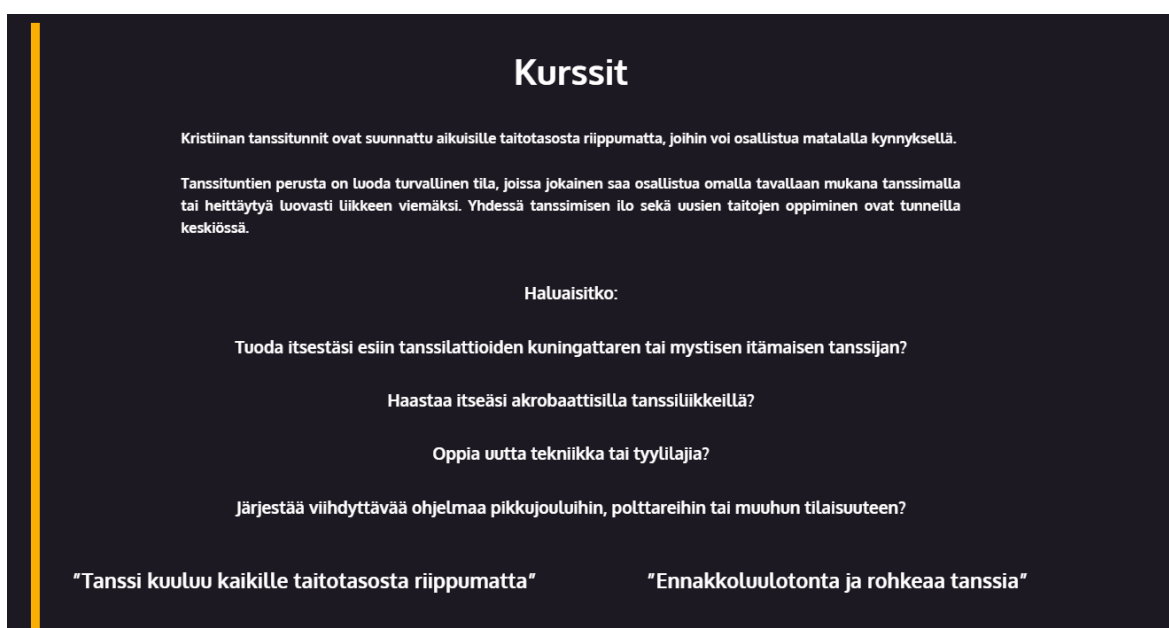 Kurssit
Kristiinan tanssitunnit ovat suunnattu aikuisille taitotasosta riippumatta, joihin voi osallistua matalalla kynnyksellä.
Tanssituntien perusta on luoda turvallinen tila, joissa jokainen saa osallistua omalla tavallaan mukana tanssimalla
tai heittäytyä luovasti liikkeen viemäksi. Yhdessä tanssimisen ilo sekä uusien taitojen oppiminen ovat tunneilla
keskiössä.
Haluaisitko:
Tuoda itsestäsi esiin tanssilattioiden kuningattaren tai mystisen itämaisen tanssijan?
Haastaa itseäsi akrobaattisilla tanssiliikkeillä?
Oppia uutta tekniikka tai tyylilajia?
Järjestää viihdyttävää ohjelmaa pikkujouluihin, polttareihin tai muuhun tilaisuuteen?
"Tanssi kuuluu kaikille taitotasosta riippumatta" "Ennakkoluulotonta ja rohkeaa tanssia"